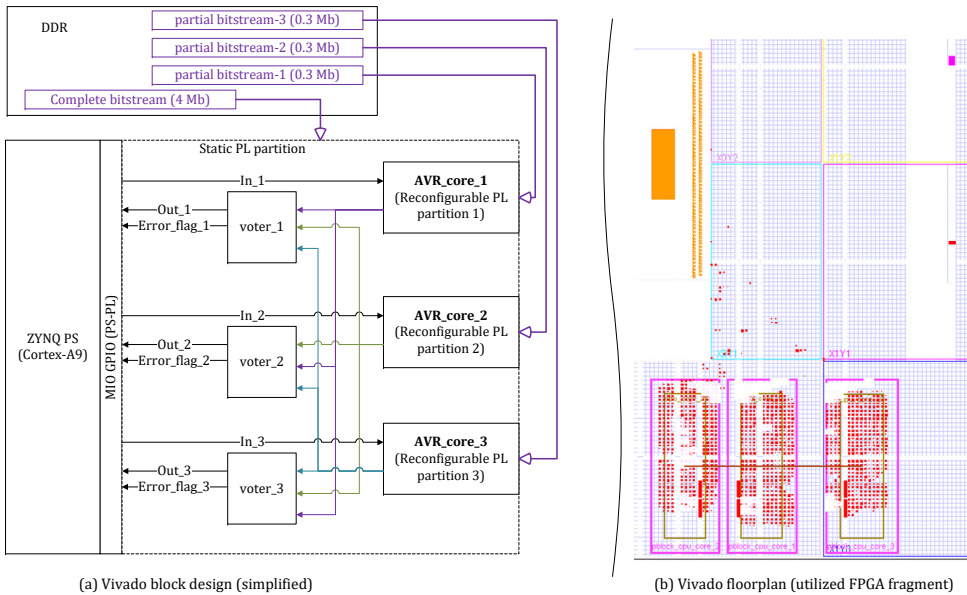 DDR
partial bitstream-3 (0.3 Mb)
partial bitstream-2 (0.3 Mb)
partial bitstream-1 (0.3 Mb)
Complete bitstream (4 Mb)
Static PL partition
ZYNQ PS
(Cortex-A9)
MIO GPIO (PS-PL)
In_1
Out_1
Error_flag_1
voter_1
AVR_core_1
(Reconfigurable PL
partition 1)
In_2
Out_2
Error_flag_2
voter_2
AVR_core_2
(Reconfigurable PL
partition 2)
In_3
Out_3
Error_flag_3
voter_3
AVR_core_3
(Reconfigurable PL
partition 3)
X0Y2
X1Y1
pblock_cpu_core_2
pblock_cpu_core_1
pblock_cpu_core_3
X1Y0
(a) Vivado block design (simplified)
(b) Vivado floorplan (utilized FPGA fragment)